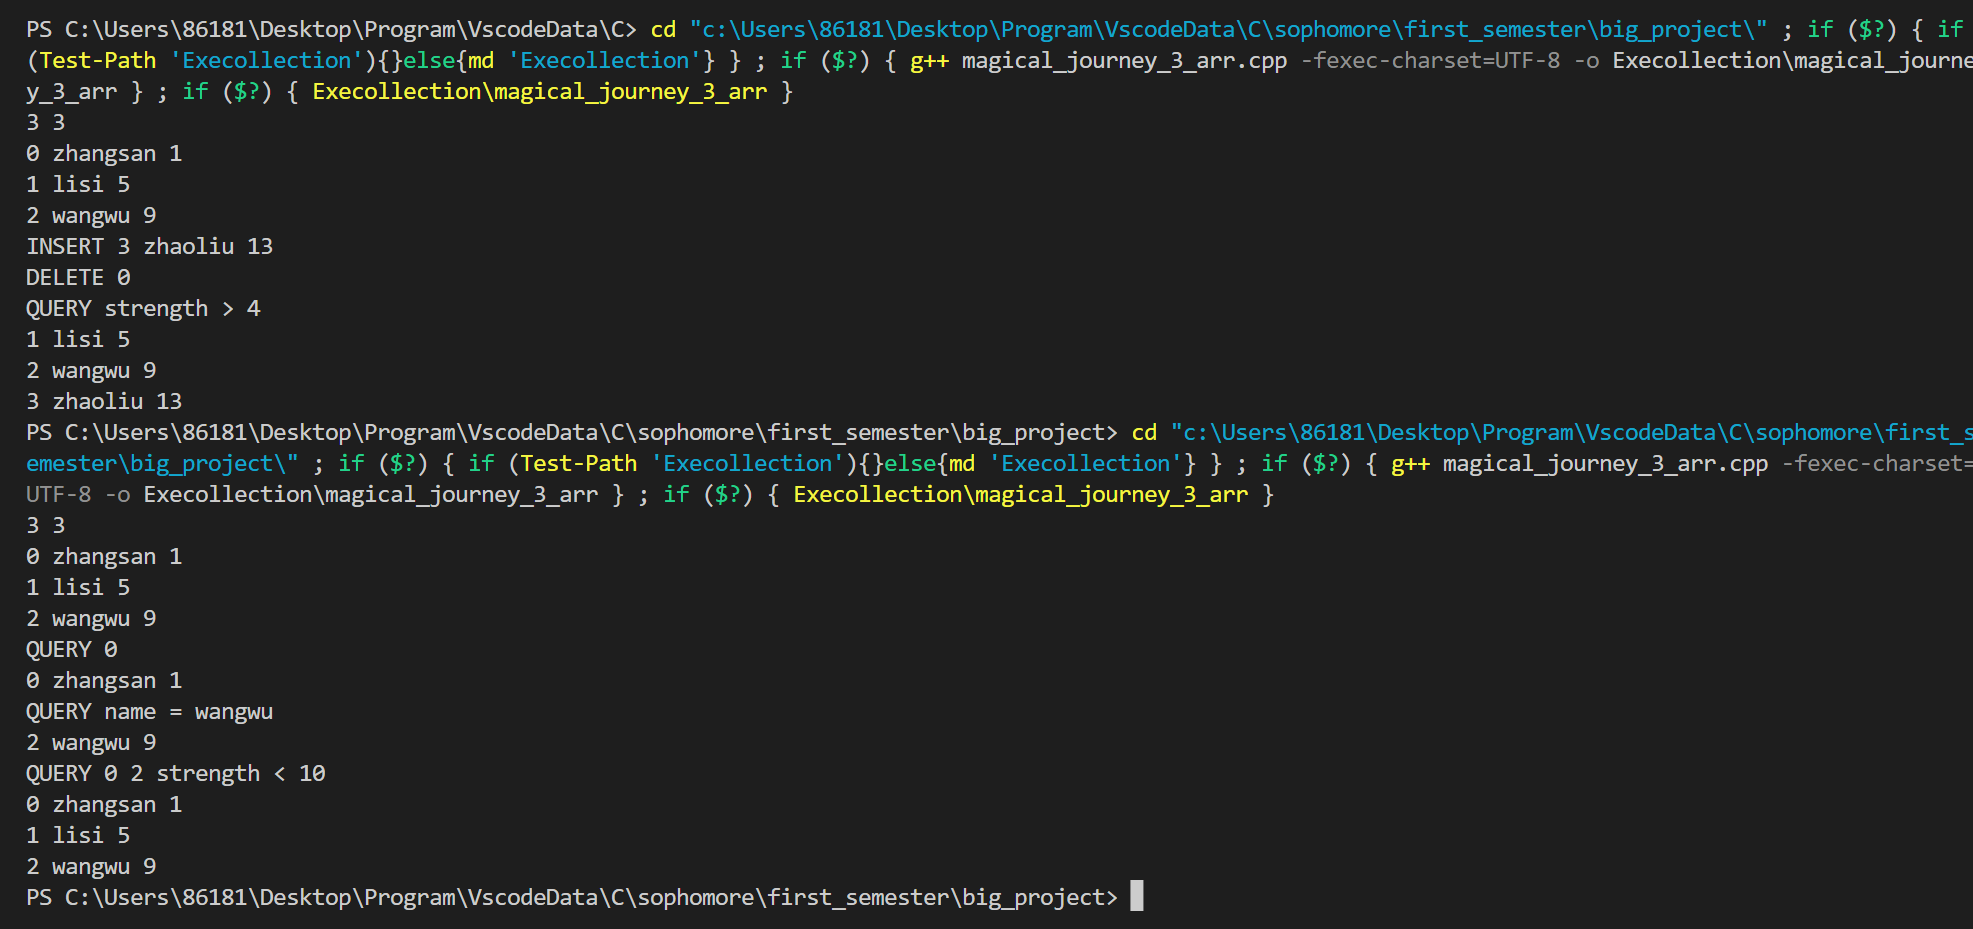 PS C:\Users\86181\Desktop\Program\VscodeData\C> cd "c:\Users\86181\Desktop\Program\VscodeData\C\sophomore\first_semester\big_project\" ; if ($?) { if
(Test-Path 'Execollection'){}else{md 'Execollection'} } ; if ($?) { g++ magical_journey_3_arr.cpp -fexec-charset=UTF-8 -o Execollection\magical_journe
y_3_arr } ; if ($?) { Execollection\magical_journey_3_arr }
3 3
0 zhangsan 1
1 lisi 5
2 wangwu 9
INSERT 3 zhaoliu 13
DELETE 0
QUERY strength > 4
1 lisi 5
2 wangwu 9
3 zhaoliu 13
PS C:\Users\86181\Desktop\Program\VscodeData\C\sophomore\first_semester\big_project> cd "c:\Users\86181\Desktop\Program\VscodeData\C\sophomore\first_s
emester\big_project\" ; if ($?) { if (Test-Path 'Execollection'){}else{md 'Execollection'} } ; if ($?) { g++ magical_journey_3_arr.cpp -fexec-charset=
UTF-8 -o Execollection\magical_journey_3_arr } ; if ($?) { Execollection\magical_journey_3_arr }
3 3
0 zhangsan 1
1 lisi 5
2 wangwu 9
QUERY 0
0 zhangsan 1
QUERY name = wangwu
2 wangwu 9
QUERY 0 2 strength < 10
0 zhangsan 1
1 lisi 5
2 wangwu 9
PS C:\Users\86181\Desktop\Program\VscodeData\C\sophomore\first_semester\big_project>